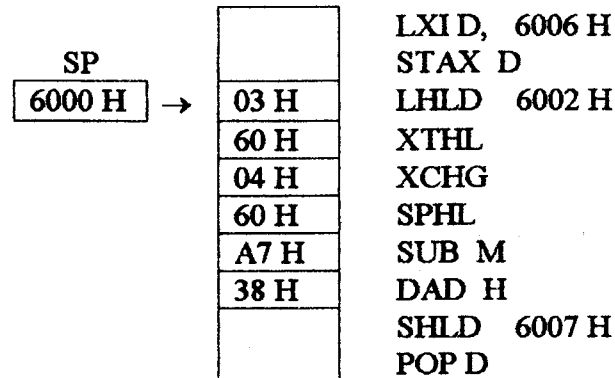 LXI D, 6006 H
SP
STAX D
6000 H → 03 H LHLD 6002 H
60 H XTHL
04 H XCHG
60 H SPHL
A7 H SUB M
38 H DAD H
SHLD 6007 H
POP D